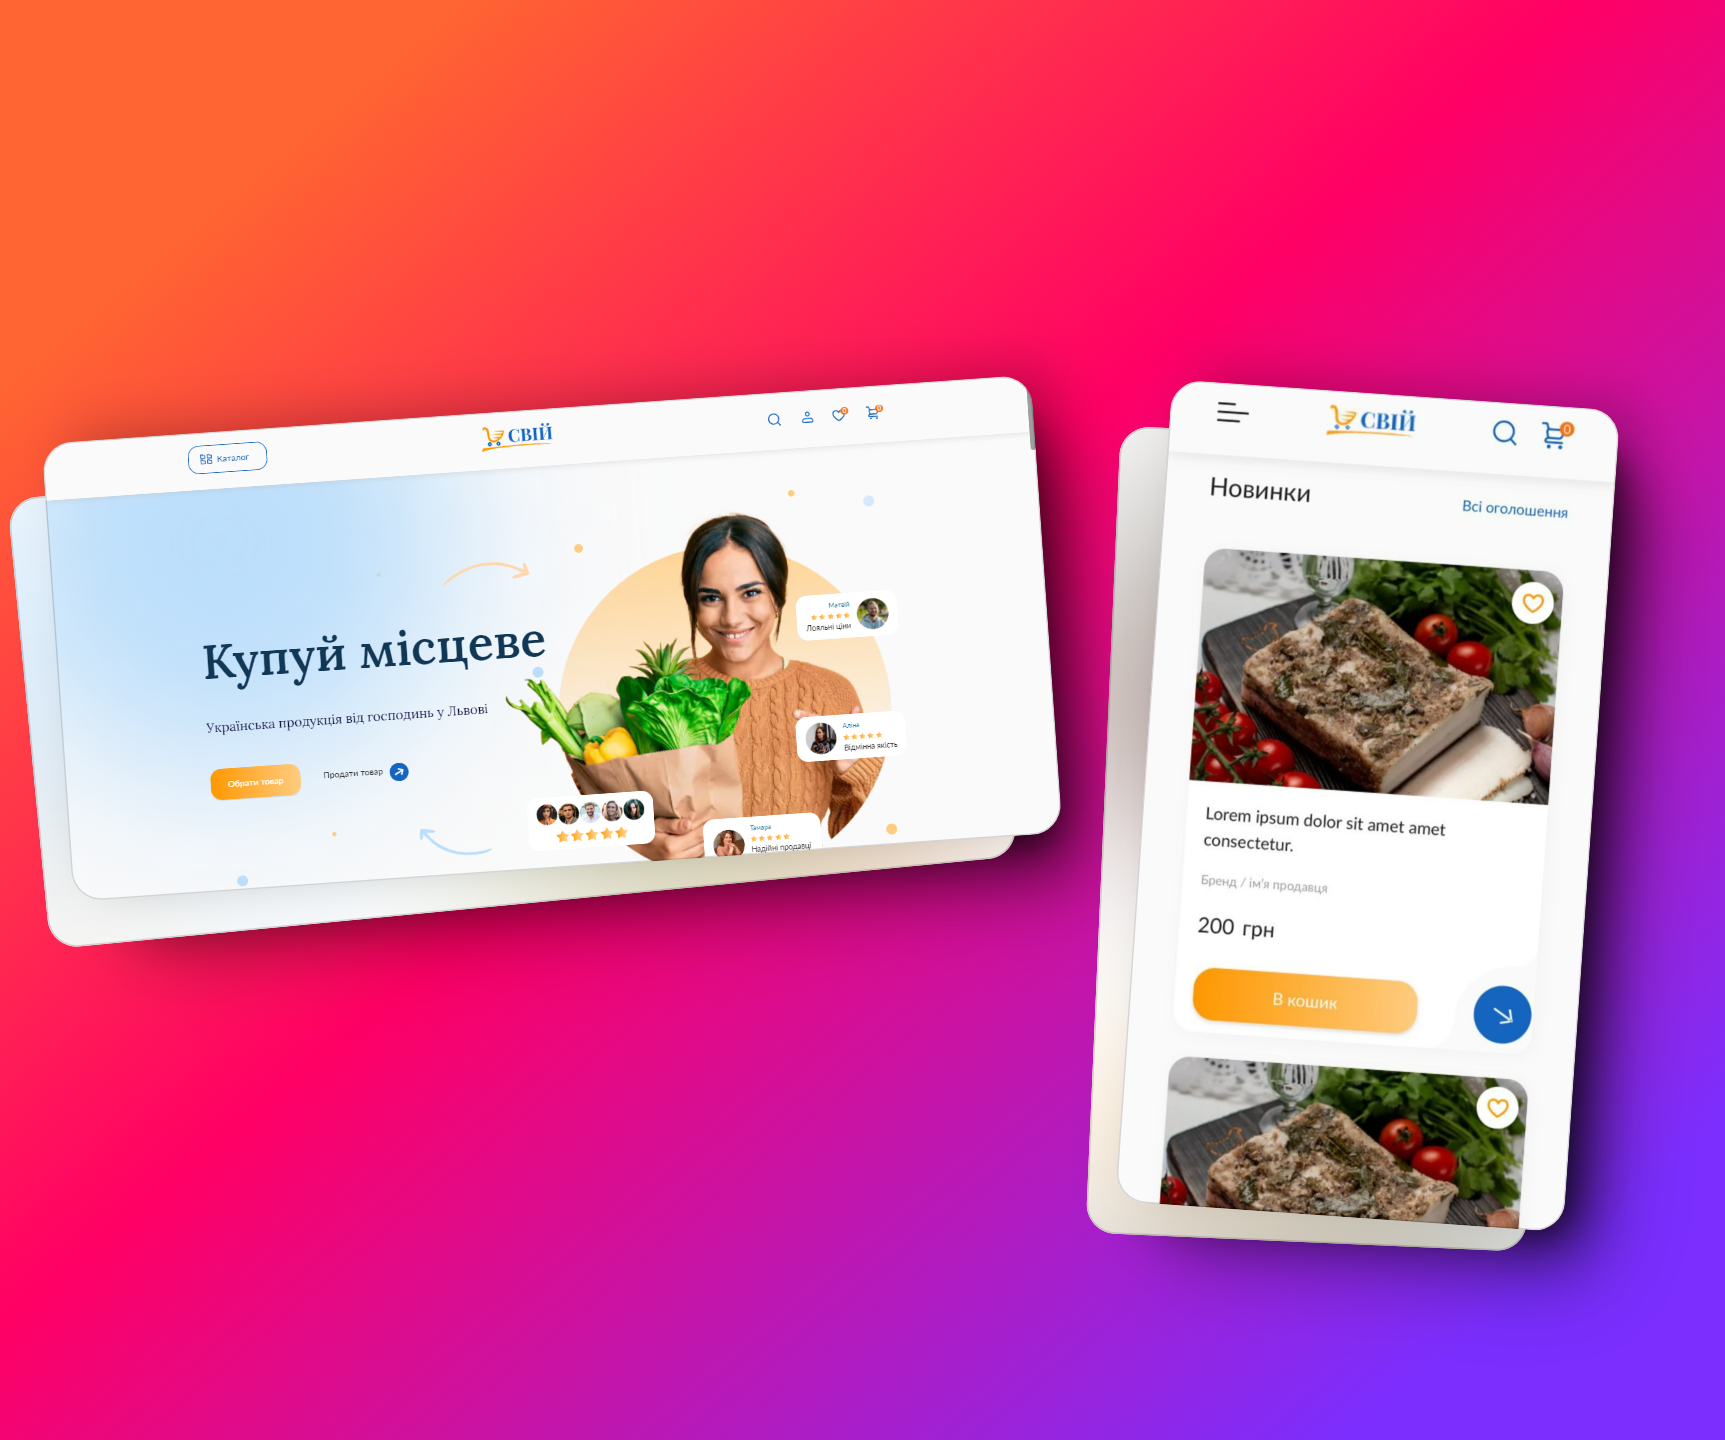 Каталог
СВІЙ
0
0
Купуй місцеве
Українська продукція від господинь у Львові
Обрати товар
Продати товар
Матвій
Лояльні ціни
Аліна
Відмінна якість
Тамара
Надійні продавці
СВІЙ
0
Новинки
Всі оголошення
Lorem ipsum dolor sit amet amet
consectetur.
Бренд / ім'я продавця
200 грн
В кошик